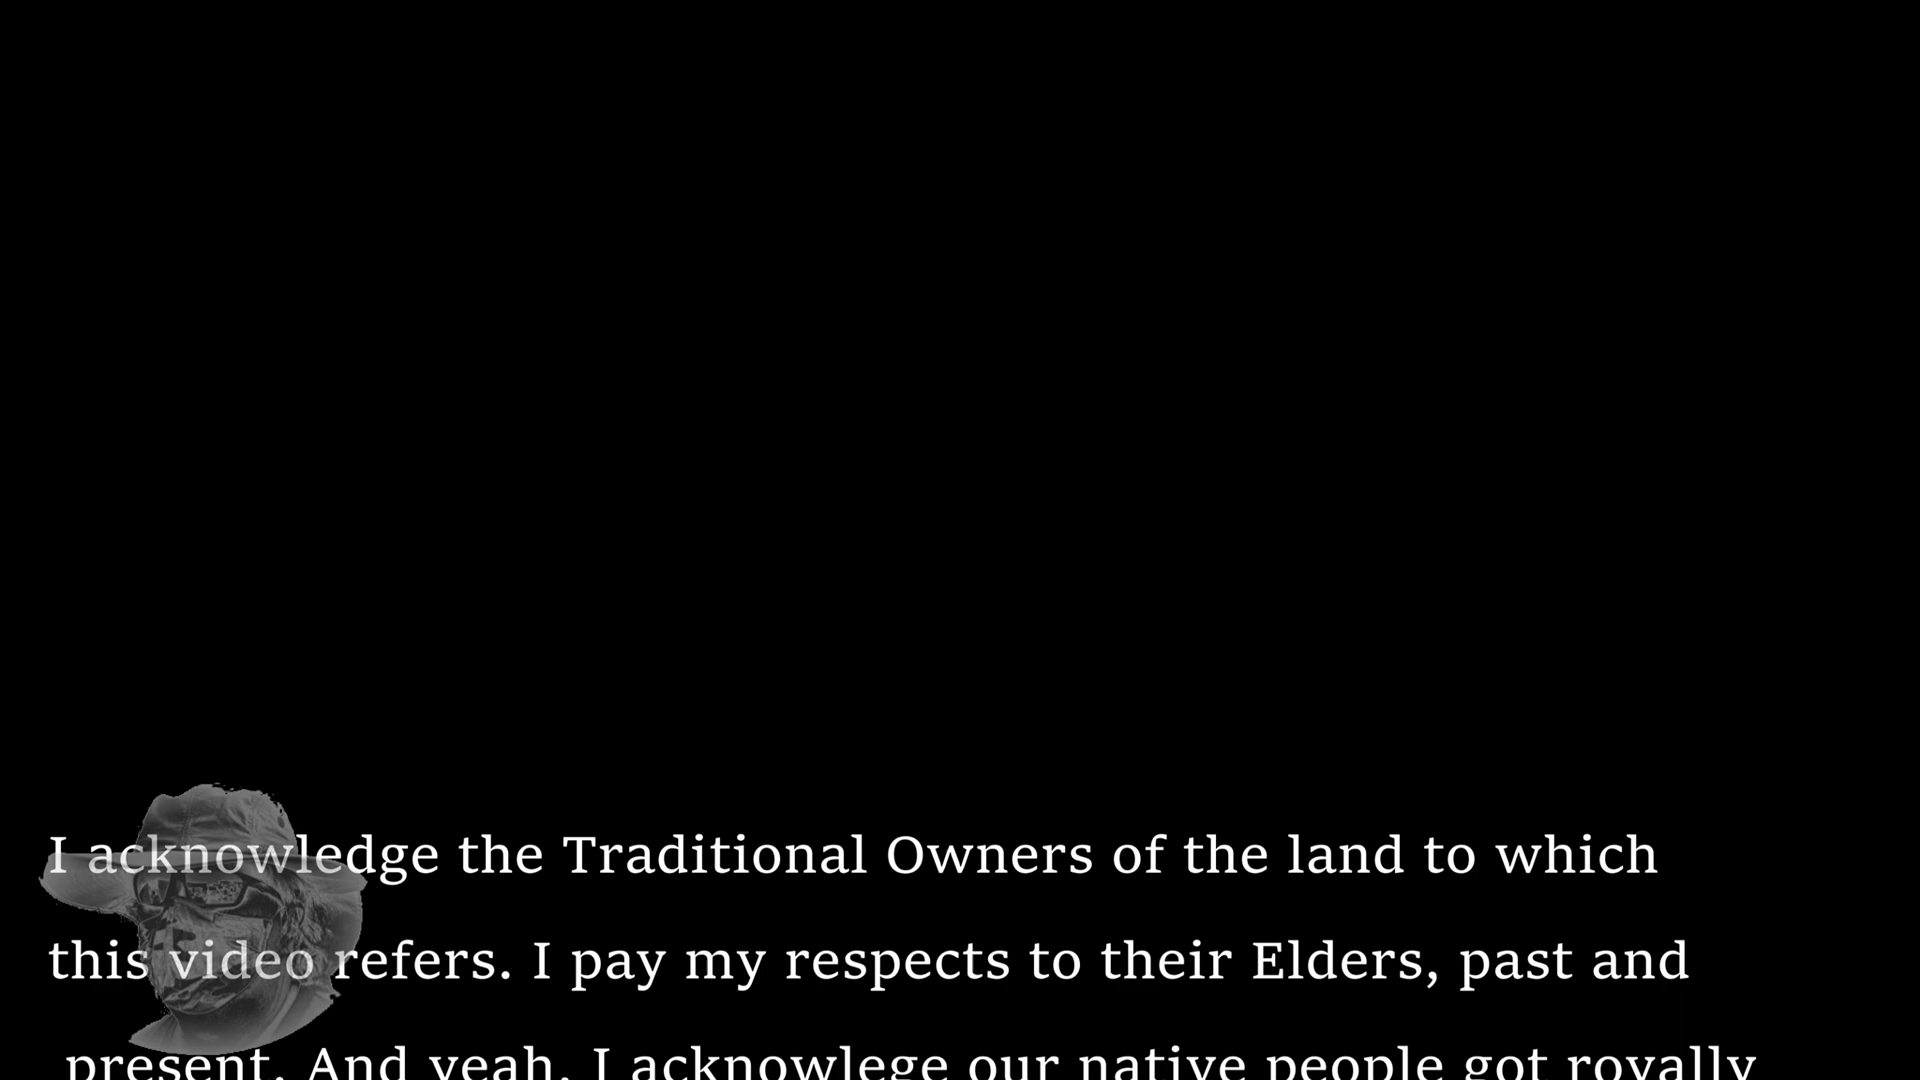 I acknowledge the Traditional Owners of the land to which
this video refers. I pay my respects to their Elders, past and
present. And yeah, I acknowlege our native people got royally